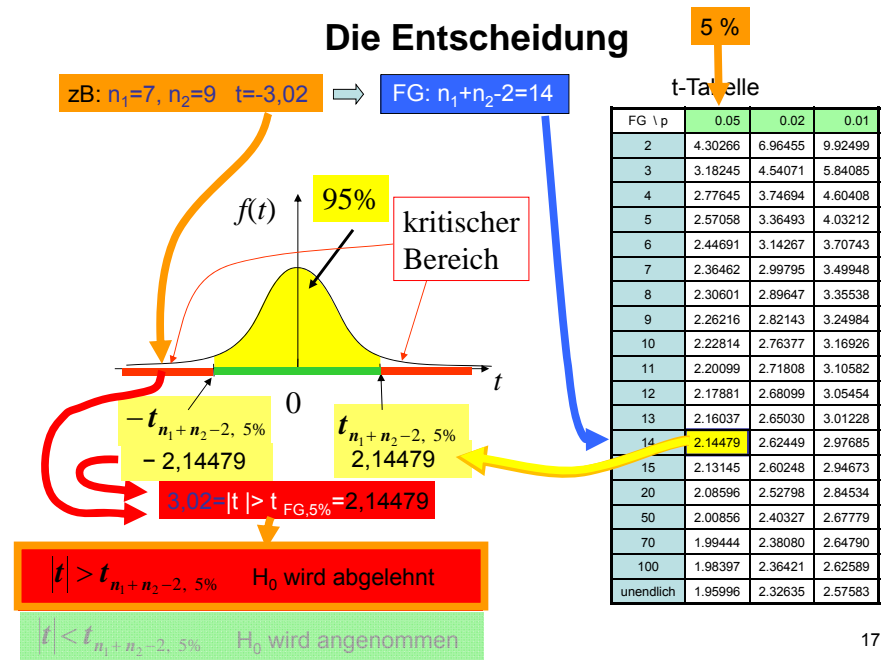 Die Entscheidung
5 %
zB: n₁=7, n₂=9 t=-3,02
FG: n₁+n₂-2=14
f(t)
95%
kritischer
Bereich
t
0
−t n₁+n₂−2, 5%
− 2,14479
t n₁+n₂−2, 5%
2,14479
3,02=|t |> t FG,5%=2,14479
|t| > t n₁+n₂−2, 5% H₀ wird abgelehnt
|t| < t n₁+n₂−2, 5% H₀ wird angenommen
t-Tabelle
FG \ p 0.05 0.02 0.01
2 4.30266 6.96455 9.92499
3 3.18245 4.54071 5.84085
4 2.77645 3.74694 4.60408
5 2.57058 3.36493 4.03212
6 2.44691 3.14267 3.70743
7 2.36462 2.99795 3.49948
8 2.30601 2.89647 3.35538
9 2.26216 2.82143 3.24984
10 2.22814 2.76377 3.16926
11 2.20099 2.71808 3.10582
12 2.17881 2.68099 3.05454
13 2.16037 2.65030 3.01228
14 2.14479 2.62449 2.97685
15 2.13145 2.60248 2.94673
20 2.08596 2.52798 2.84534
50 2.00856 2.40327 2.67779
70 1.99444 2.38080 2.64790
100 1.98397 2.36421 2.62589
unendlich 1.95996 2.32635 2.57583
17